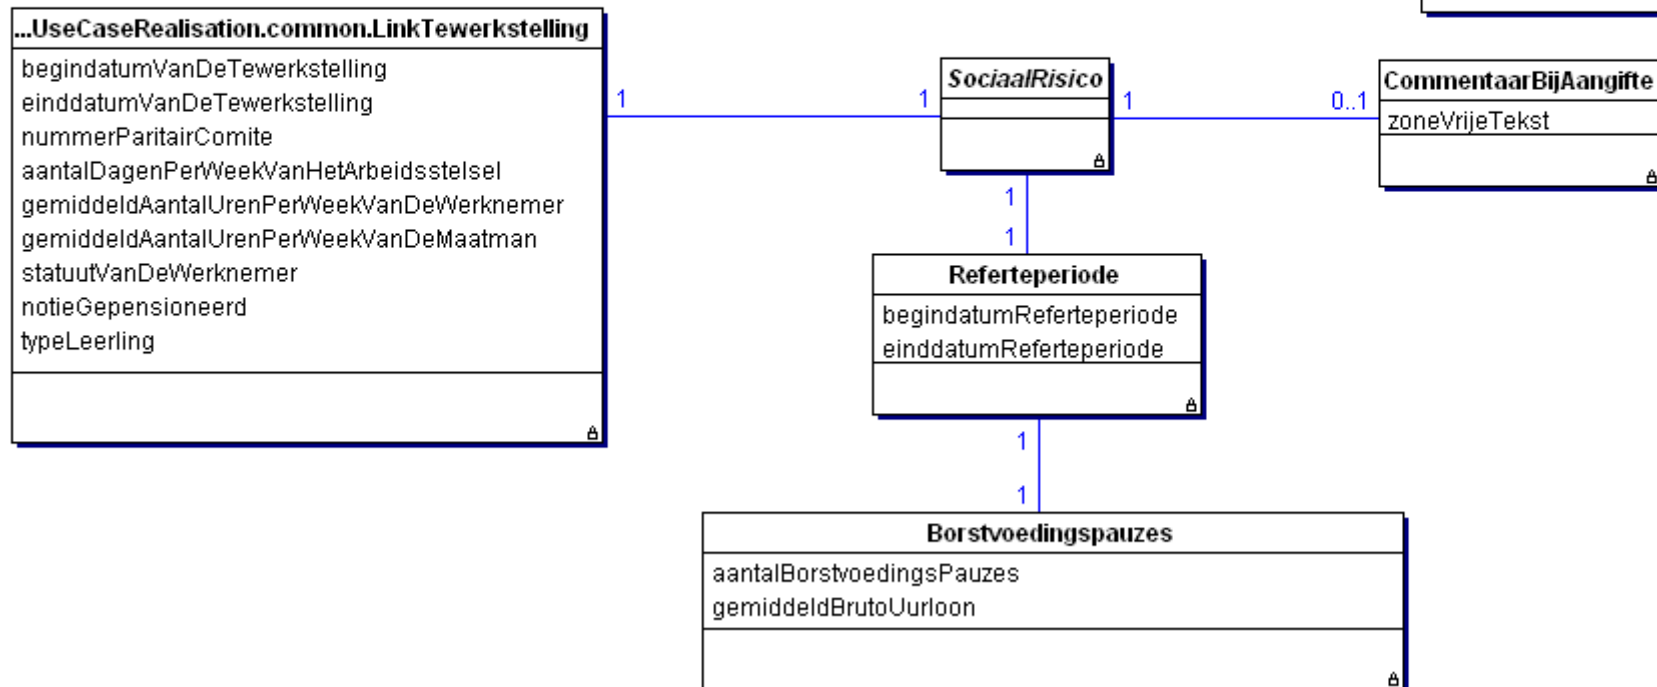 ...UseCaseRealisation.common.LinkTewerkstelling
begindatumVanDeTewerkstelling
einddatumVanDeTewerkstelling
nummerParitairComite
aantalDagenPerWeekVanHetArbeidsstelsel
gemiddeldAantalUrenPerWeekVanDeWerknemer
gemiddeldAantalUrenPerWeekVanDeMaatman
statuutVanDeWerknemer
notieGepensioneerd
typeLeerling
1
1
SociaalRisico
1
0..1
CommentaarBijAangifte
zoneVrijeTekst
1
1
Referteperiode
begindatumReferteperiode
einddatumReferteperiode
1
1
Borstvoedingspauzes
aantalBorstvoedingsPauzes
gemiddeldBrutoUurloon